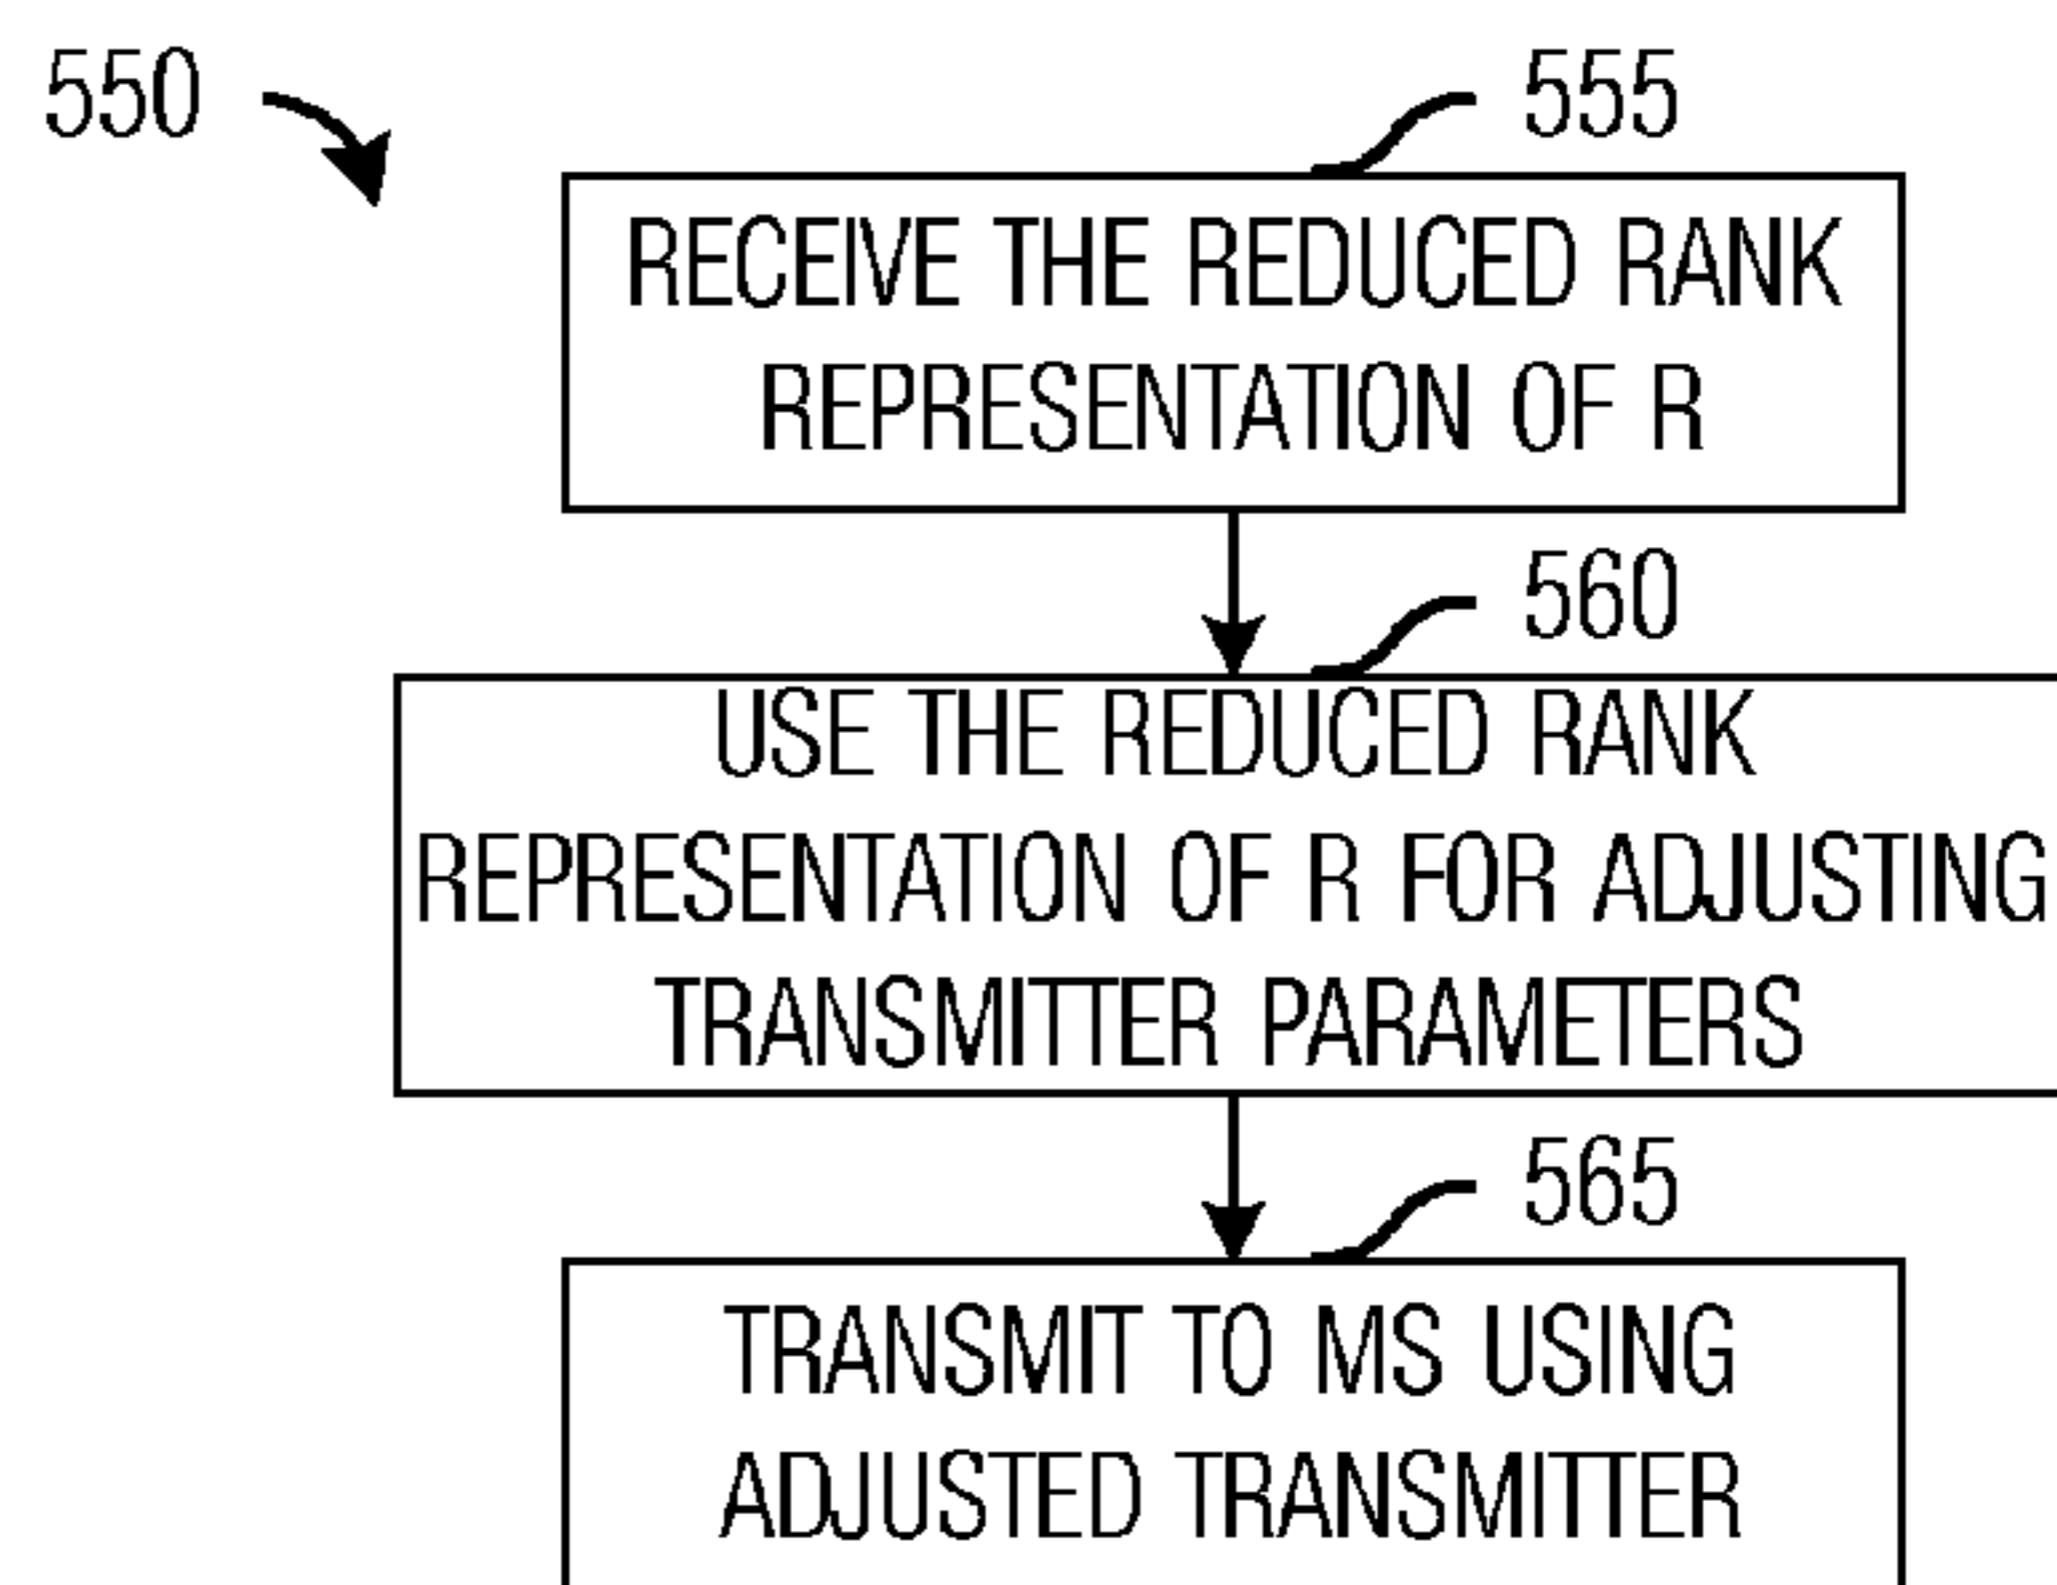 550
555
RECEIVE THE REDUCED RANK
REPRESENTATION OF R
560
USE THE REDUCED RANK
REPRESENTATION OF R FOR ADJUSTING
TRANSMITTER PARAMETERS
565
TRANSMIT TO MS USING
ADJUSTED TRANSMITTER